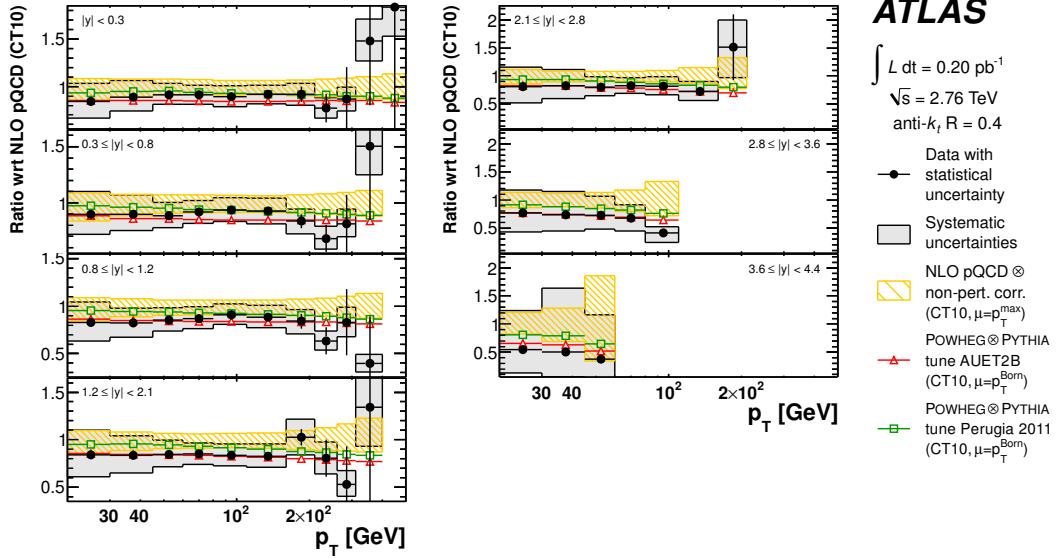 Ratio wrt NLO pQCD (CT10)
|y| < 0.3
1.5
1
0.3 ≤ |y| < 0.8
1.5
1
0.8 ≤ |y| < 1.2
1.5
1
0.5
1.2 ≤ |y| < 2.1
1.5
1
0.5
30 40 10² 2×10²
p_T [GeV]
Ratio wrt NLO pQCD (CT10)
2.1 ≤ |y| < 2.8
2
1.5
1
0.5
2.8 ≤ |y| < 3.6
2
1.5
1
0.5
3.6 ≤ |y| < 4.4
2
1.5
1
0.5
30 40 10² 2×10²
p_T [GeV]
ATLAS
∫ L dt = 0.20 pb⁻¹
√s = 2.76 TeV
anti-k_t R = 0.4
Data with
statistical
uncertainty
Systematic
uncertainties
NLO pQCD ⊗
non-pert. corr.
(CT10, μ=p_T^max)
POWHEG⊗PYTHIA
tune AUET2B
(CT10, μ=p_T^Born)
POWHEG⊗PYTHIA
tune Perugia 2011
(CT10, μ=p_T^Born)